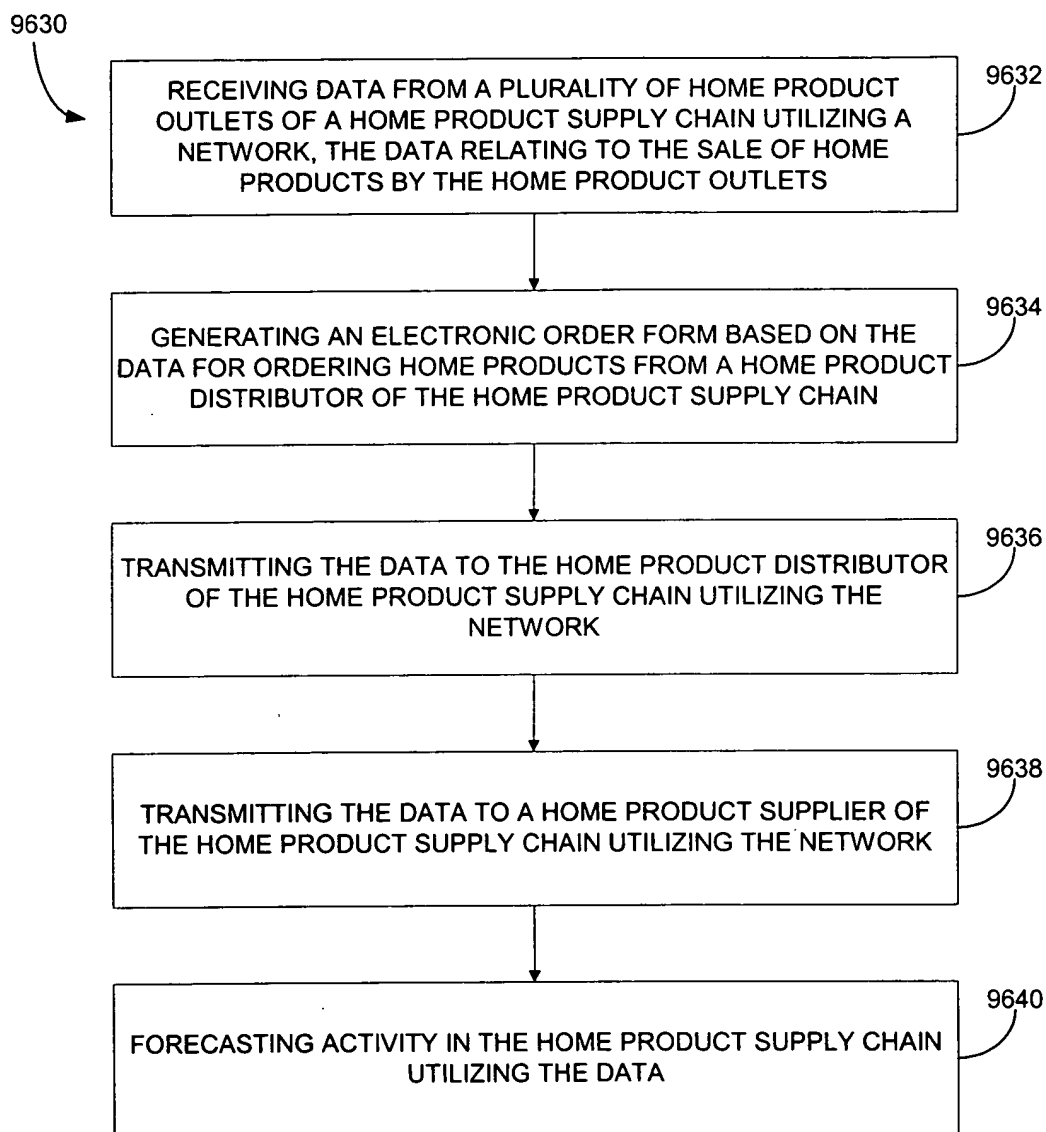 9630
9632
RECEIVING DATA FROM A PLURALITY OF HOME PRODUCT
OUTLETS OF A HOME PRODUCT SUPPLY CHAIN UTILIZING A
NETWORK, THE DATA RELATING TO THE SALE OF HOME
PRODUCTS BY THE HOME PRODUCT OUTLETS
9634
GENERATING AN ELECTRONIC ORDER FORM BASED ON THE
DATA FOR ORDERING HOME PRODUCTS FROM A HOME PRODUCT
DISTRIBUTOR OF THE HOME PRODUCT SUPPLY CHAIN
9636
TRANSMITTING THE DATA TO THE HOME PRODUCT DISTRIBUTOR
OF THE HOME PRODUCT SUPPLY CHAIN UTILIZING THE
NETWORK
9638
TRANSMITTING THE DATA TO A HOME PRODUCT SUPPLIER OF
THE HOME PRODUCT SUPPLY CHAIN UTILIZING THE NETWORK
9640
FORECASTING ACTIVITY IN THE HOME PRODUCT SUPPLY CHAIN
UTILIZING THE DATA